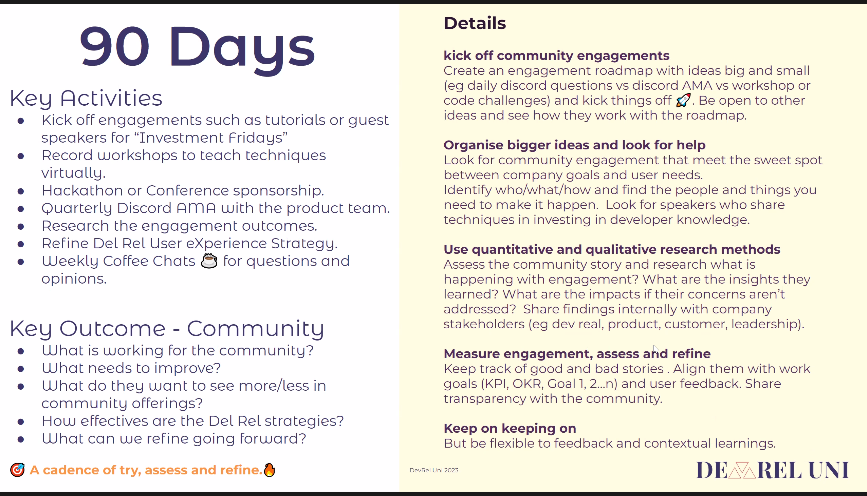 90 Days
Key Activities
● Kick off engagements such as tutorials or guest
speakers for “Investment Fridays”
● Record workshops to teach techniques
virtually.
● Hackathon or Conference sponsorship.
● Quarterly Discord AMA with the product team.
● Research the engagement outcomes.
● Refine Del Rel User eXperience Strategy.
● Weekly Coffee Chats ☕ for questions and
opinions.
Key Outcome - Community
● What is working for the community?
● What needs to improve?
● What do they want to see more/less in
community offerings?
● How effectives are the Del Rel strategies?
● What can we refine going forward?
🎯 A cadence of try, assess and refine.🔥
Details
kick off community engagements
Create an engagement roadmap with ideas big and small
(eg daily discord questions vs discord AMA vs workshop or
code challenges) and kick things off 🚀. Be open to other
ideas and see how they work with the roadmap.
Organise bigger ideas and look for help
Look for community engagement that meet the sweet spot
between company goals and user needs.
Identify who/what/how and find the people and things you
need to make it happen.  Look for speakers who share
techniques in investing in developer knowledge.
Use quantitative and qualitative research methods
Assess the community story and research what is
happening with engagement? What are the insights they
learned? What are the impacts if their concerns aren’t
addressed?  Share findings internally with company
stakeholders (eg dev real, product, customer, leadership).
Measure engagement, assess and refine
Keep track of good and bad stories . Align them with work
goals (KPI, OKR, Goal 1, 2...n) and user feedback. Share
transparency with the community.
Keep on keeping on
But be flexible to feedback and contextual learnings.
DevRel Uni 2023
DEVREL UNI